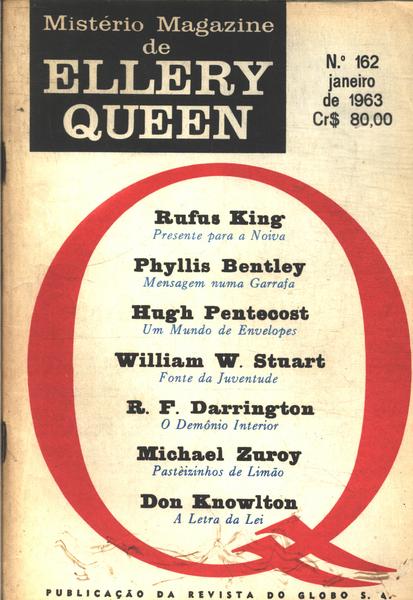 Mistério Magazine
de
ELLERY
QUEEN
N.º 162
janeiro
de 1963
Cr$ 80,00
Rufus King
Presente para a Noiva
Phyllis Bentley
Mensagem numa Garrafa
Hugh Pentecost
Um Mundo de Envelopes
William W. Stuart
Fonte da Juventude
R. F. Darrington
O Demônio Interior
Michael Zuroy
Pastèizinhos de Limão
Don Knowlton
A Letra da Lei
PUBLICAÇÃO DA REVISTA DO GLOBO S. A.